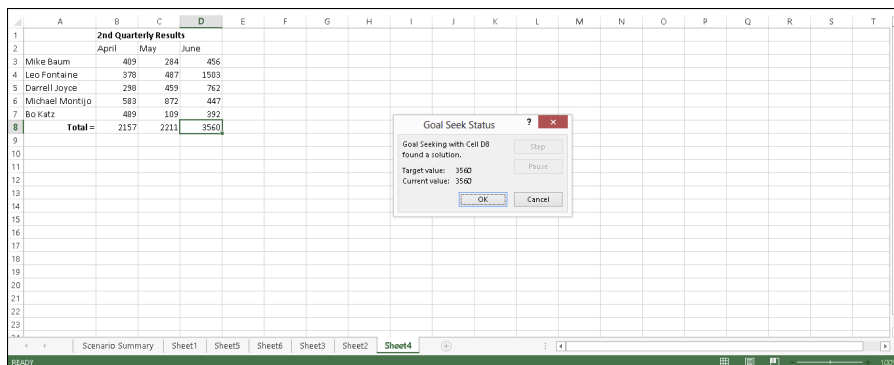 A B C D E F G H I J K L M N O P Q R S T
1 2nd Quarterly Results
2 April May June
3 Mike Baum 409 284 456
4 Leo Fontaine 378 487 1503
5 Darrell Joyce 298 459 762
6 Michael Montijo 583 872 447
7 Bo Katz 489 109 392
8 Total = 2157 2211 3560
9
10
11
12
13
14
15
16
17
18
19
20
21
22
23
Goal Seek Status ? ×
Goal Seeking with Cell D8 Step
found a solution.
Pause
Target value: 3560
Current value: 3560
OK Cancel
Scenario Summary Sheet1 Sheet5 Sheet6 Sheet3 Sheet2 Sheet4
READY 100%